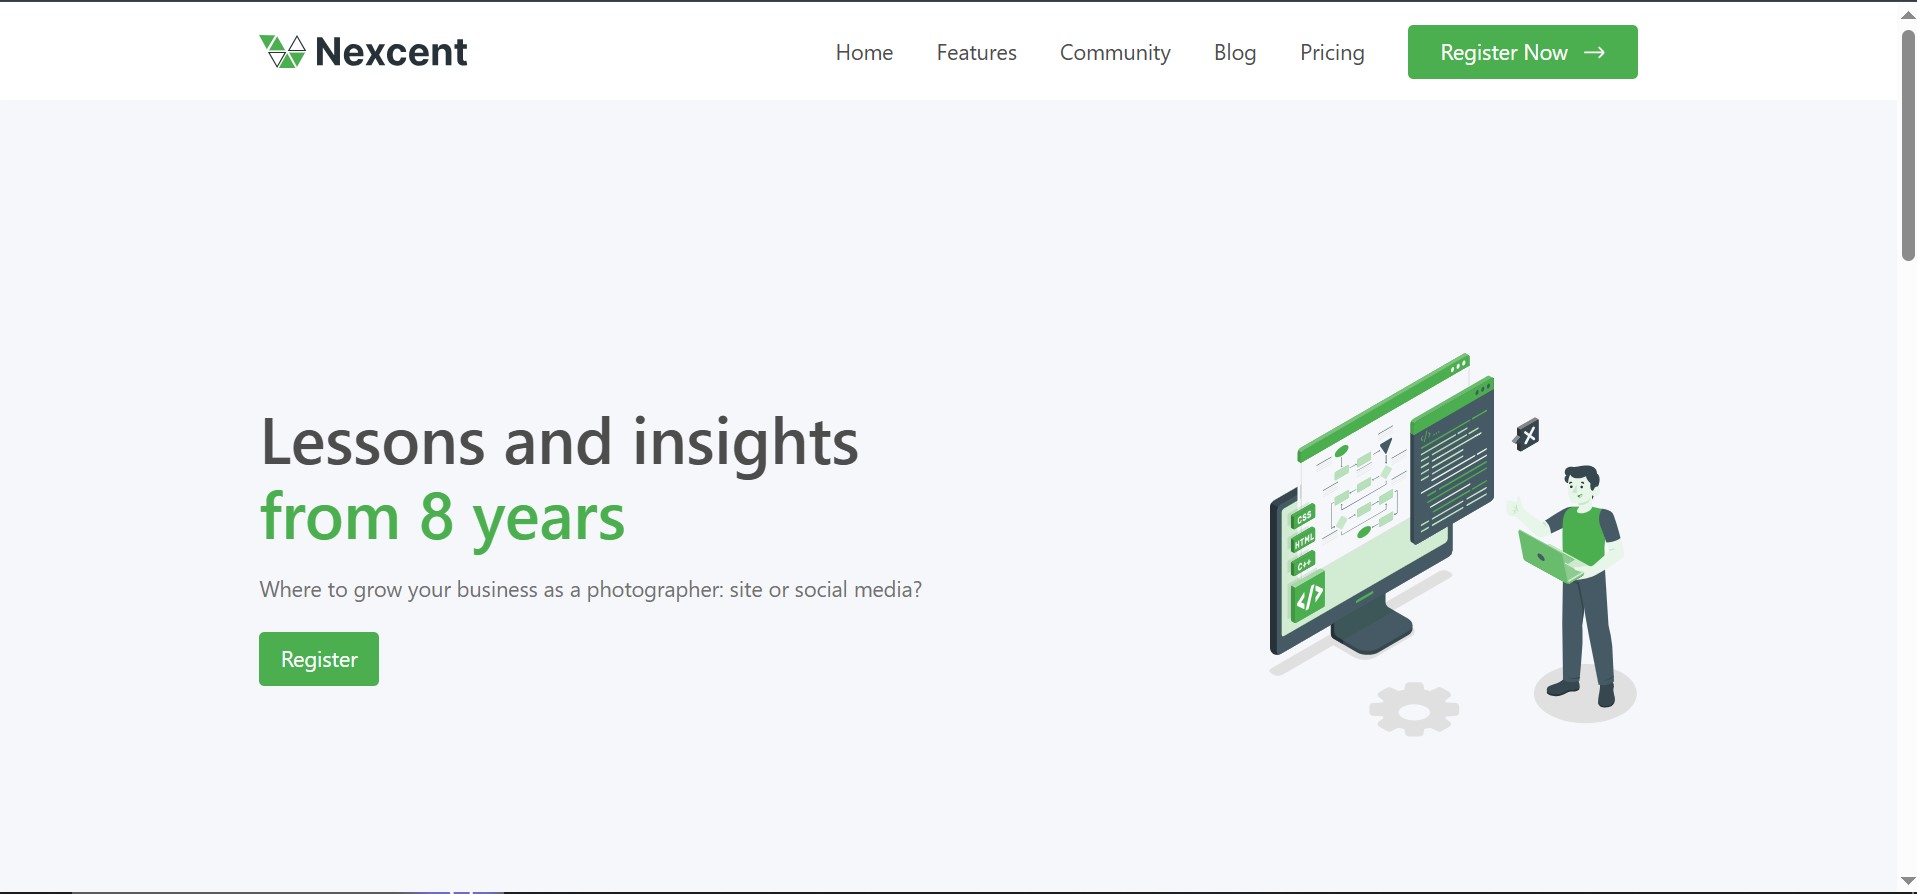 Nexcent
Home Features Community Blog Pricing Register Now →
Lessons and insights
from 8 years
Where to grow your business as a photographer: site or social media?
Register
CSS
HTML
C++
</>